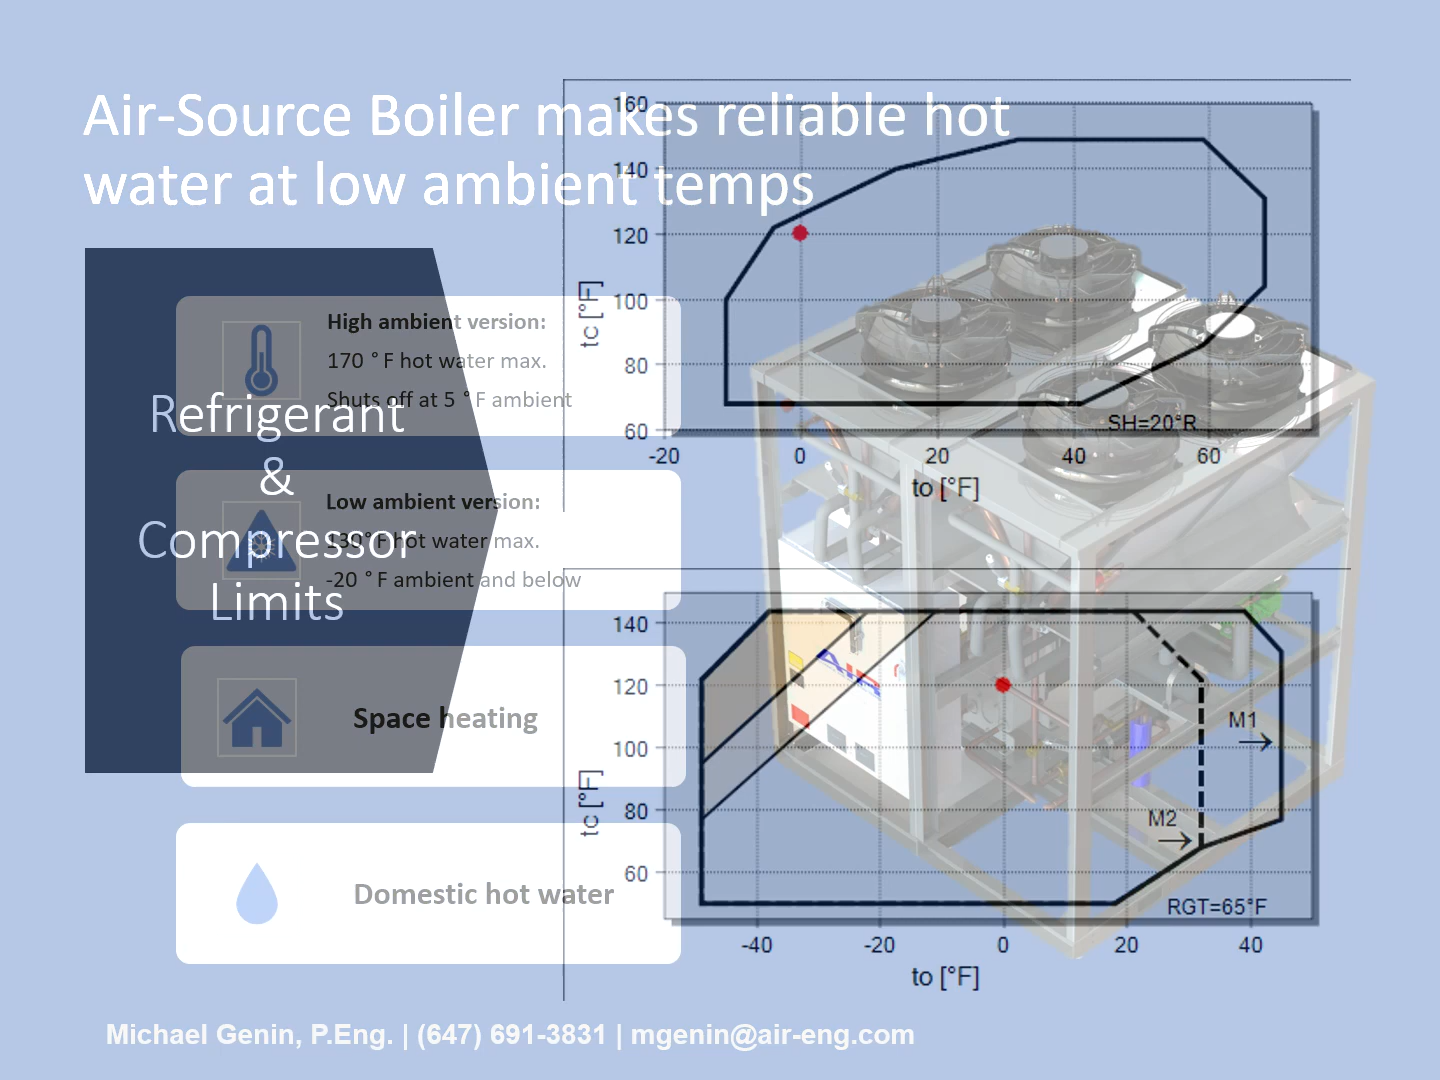 Air-Source Boiler makes reliable hot
water at low ambient temps
High ambient version:
170 °F hot water max.
Shuts off at 5 °F ambient
Refrigerant
&
Compressor
Limits
Low ambient version:
130°F hot water max.
-20 °F ambient and below
Space heating
Domestic hot water
160
140
120
100
80
60
tc [°F]
-20 0 20 40 60
to [°F]
SH=20°R
140
120
100
80
60
tc [°F]
M1
M2
RGT=65°F
-40 -20 0 20 40
to [°F]
Michael Genin, P.Eng. | (647) 691-3831 | mgenin@air-eng.com